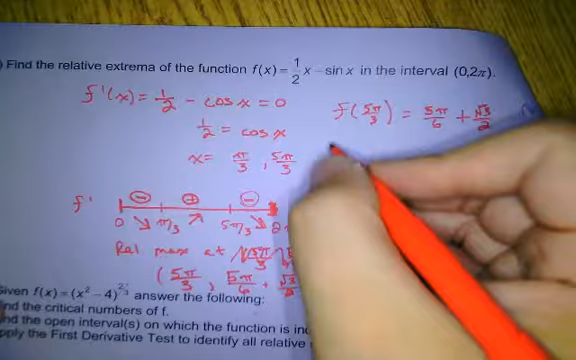 ) Find the relative extrema of the function f(x) = 1/2 x − sin x in the interval (0,2π).
f'(x) = 1/2 − cos x = 0
1/2 = cos x
x = π/3 , 5π/3
f(5π/3) = 5π/6 + √3/2
f' ⊖ ⊕ ⊖
0 ↘ π/3 ↗ 5π/3 ↘ 2
Rel max at
(5π/3 , 5π/6 + √3/2
Given f(x) = (x² − 4)^(2/3) answer the following:
ind the critical numbers of f.
nd the open interval(s) on which the function is inc
pply the First Derivative Test to identify all relative